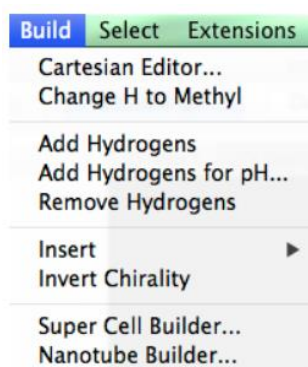 Build Select Extensions
Cartesian Editor...
Change H to Methyl
Add Hydrogens
Add Hydrogens for pH...
Remove Hydrogens
Insert
Invert Chirality
Super Cell Builder...
Nanotube Builder...